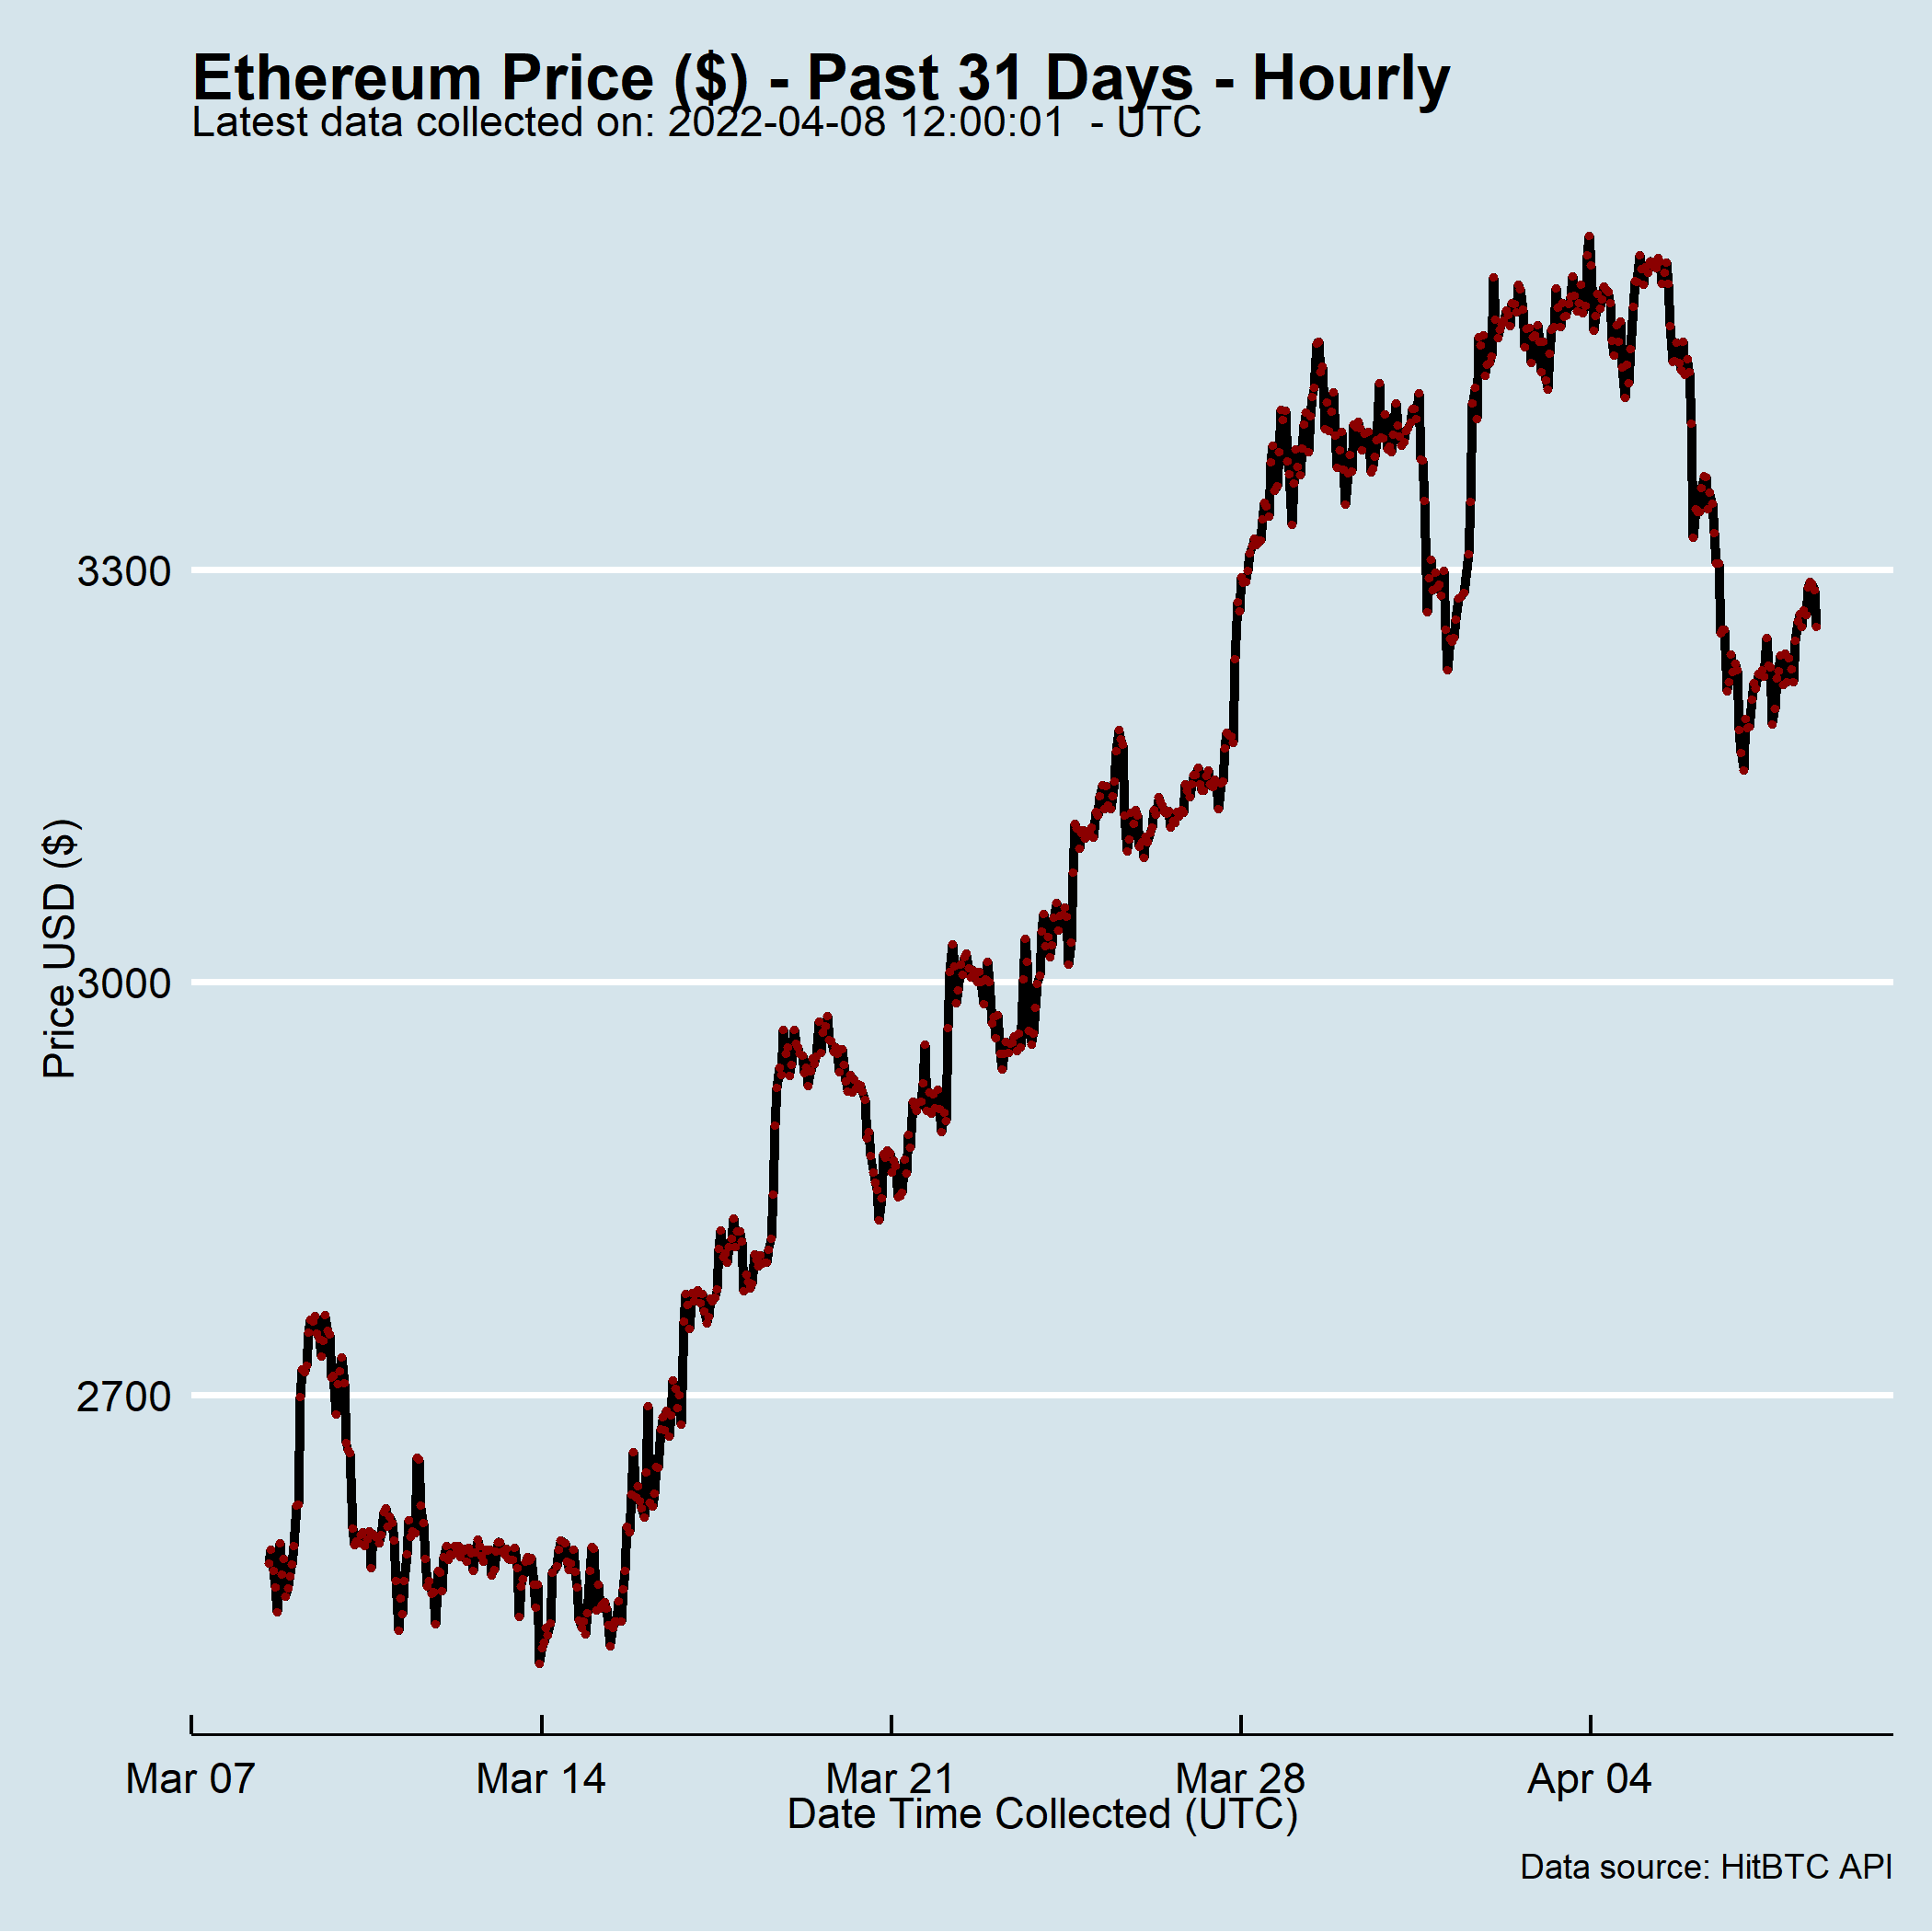 Ethereum Price ($) - Past 31 Days - Hourly
Latest data collected on: 2022-04-08 12:00:01  - UTC
Price USD ($)
3300
3000
2700
Mar 07 Mar 14 Mar 21 Mar 28 Apr 04
Date Time Collected (UTC)
Data source: HitBTC API